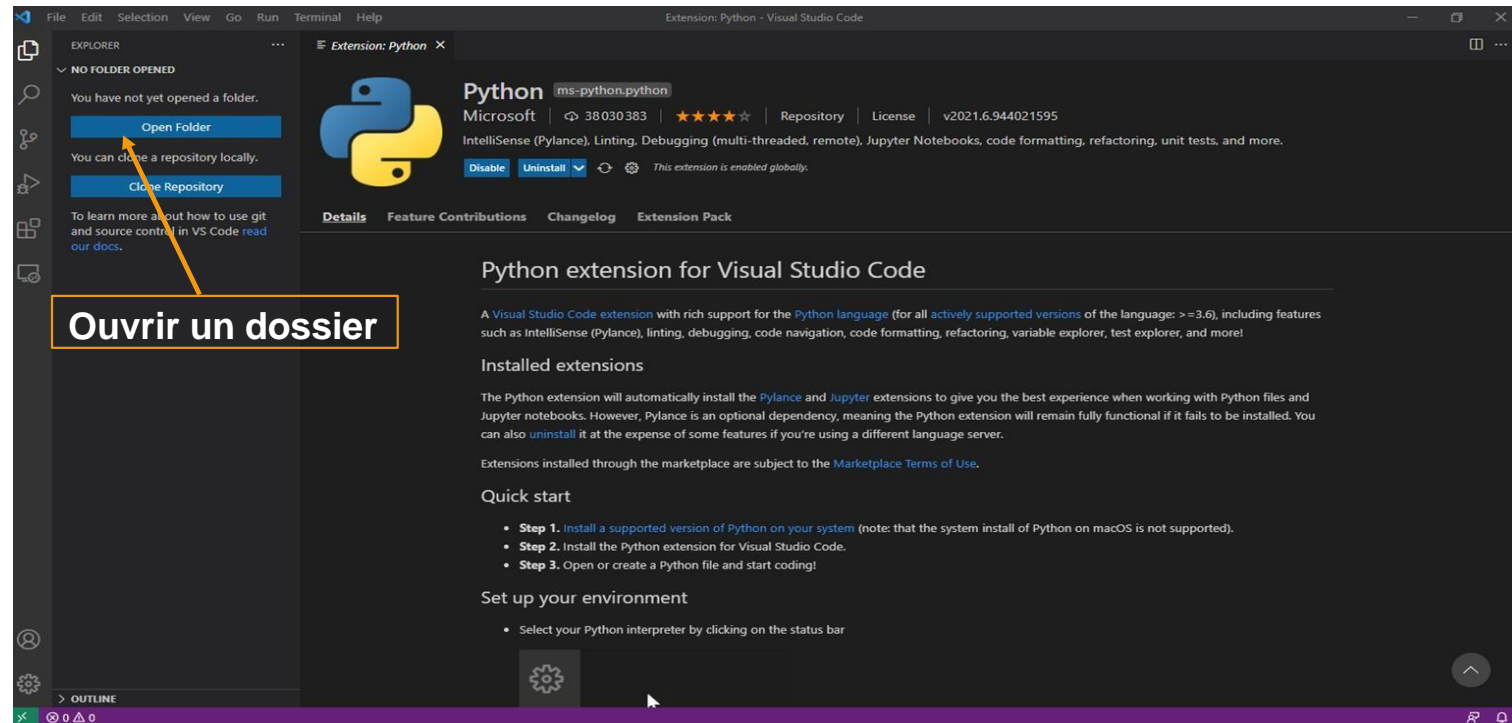 File Edit Selection View Go Run Terminal Help
Extension: Python - Visual Studio Code
EXPLORER
NO FOLDER OPENED
You have not yet opened a folder.
Open Folder
You can clone a repository locally.
Clone Repository
To learn more about how to use git
and source control in VS Code read
our docs.
Ouvrir un dossier
OUTLINE
Extension: Python
Python ms-python.python
Microsoft 38030383 Repository License v2021.6.944021595
IntelliSense (Pylance), Linting, Debugging (multi-threaded, remote), Jupyter Notebooks, code formatting, refactoring, unit tests, and more.
Disable Uninstall This extension is enabled globally.
Details Feature Contributions Changelog Extension Pack
Python extension for Visual Studio Code
A Visual Studio Code extension with rich support for the Python language (for all actively supported versions of the language: >=3.6), including features
such as IntelliSense (Pylance), linting, debugging, code navigation, code formatting, refactoring, variable explorer, test explorer, and more!
Installed extensions
The Python extension will automatically install the Pylance and Jupyter extensions to give you the best experience when working with Python files and
Jupyter notebooks. However, Pylance is an optional dependency, meaning the Python extension will remain fully functional if it fails to be installed. You
can also uninstall it at the expense of some features if you're using a different language server.
Extensions installed through the marketplace are subject to the Marketplace Terms of Use.
Quick start
• Step 1. Install a supported version of Python on your system (note: that the system install of Python on macOS is not supported).
• Step 2. Install the Python extension for Visual Studio Code.
• Step 3. Open or create a Python file and start coding!
Set up your environment
• Select your Python interpreter by clicking on the status bar
0 0